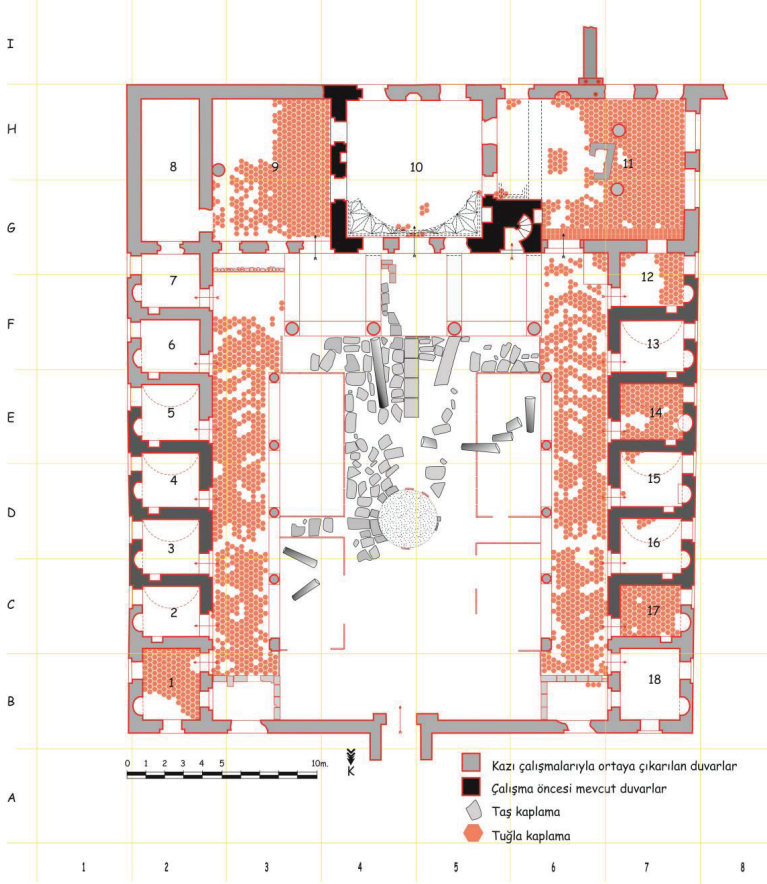 I
H
8
9
10
11
G
7
12
F
6
13
5
14
E
4
15
D
3
16
2
17
C
1
18
B
0 1 2 3 4 5 10m.
K
A
Kazı çalışmalarıyla ortaya çıkarılan duvarlar
Çalışma öncesi mevcut duvarlar
Taş kaplama
Tuğla kaplama
1 2 3 4 5 6 7 8